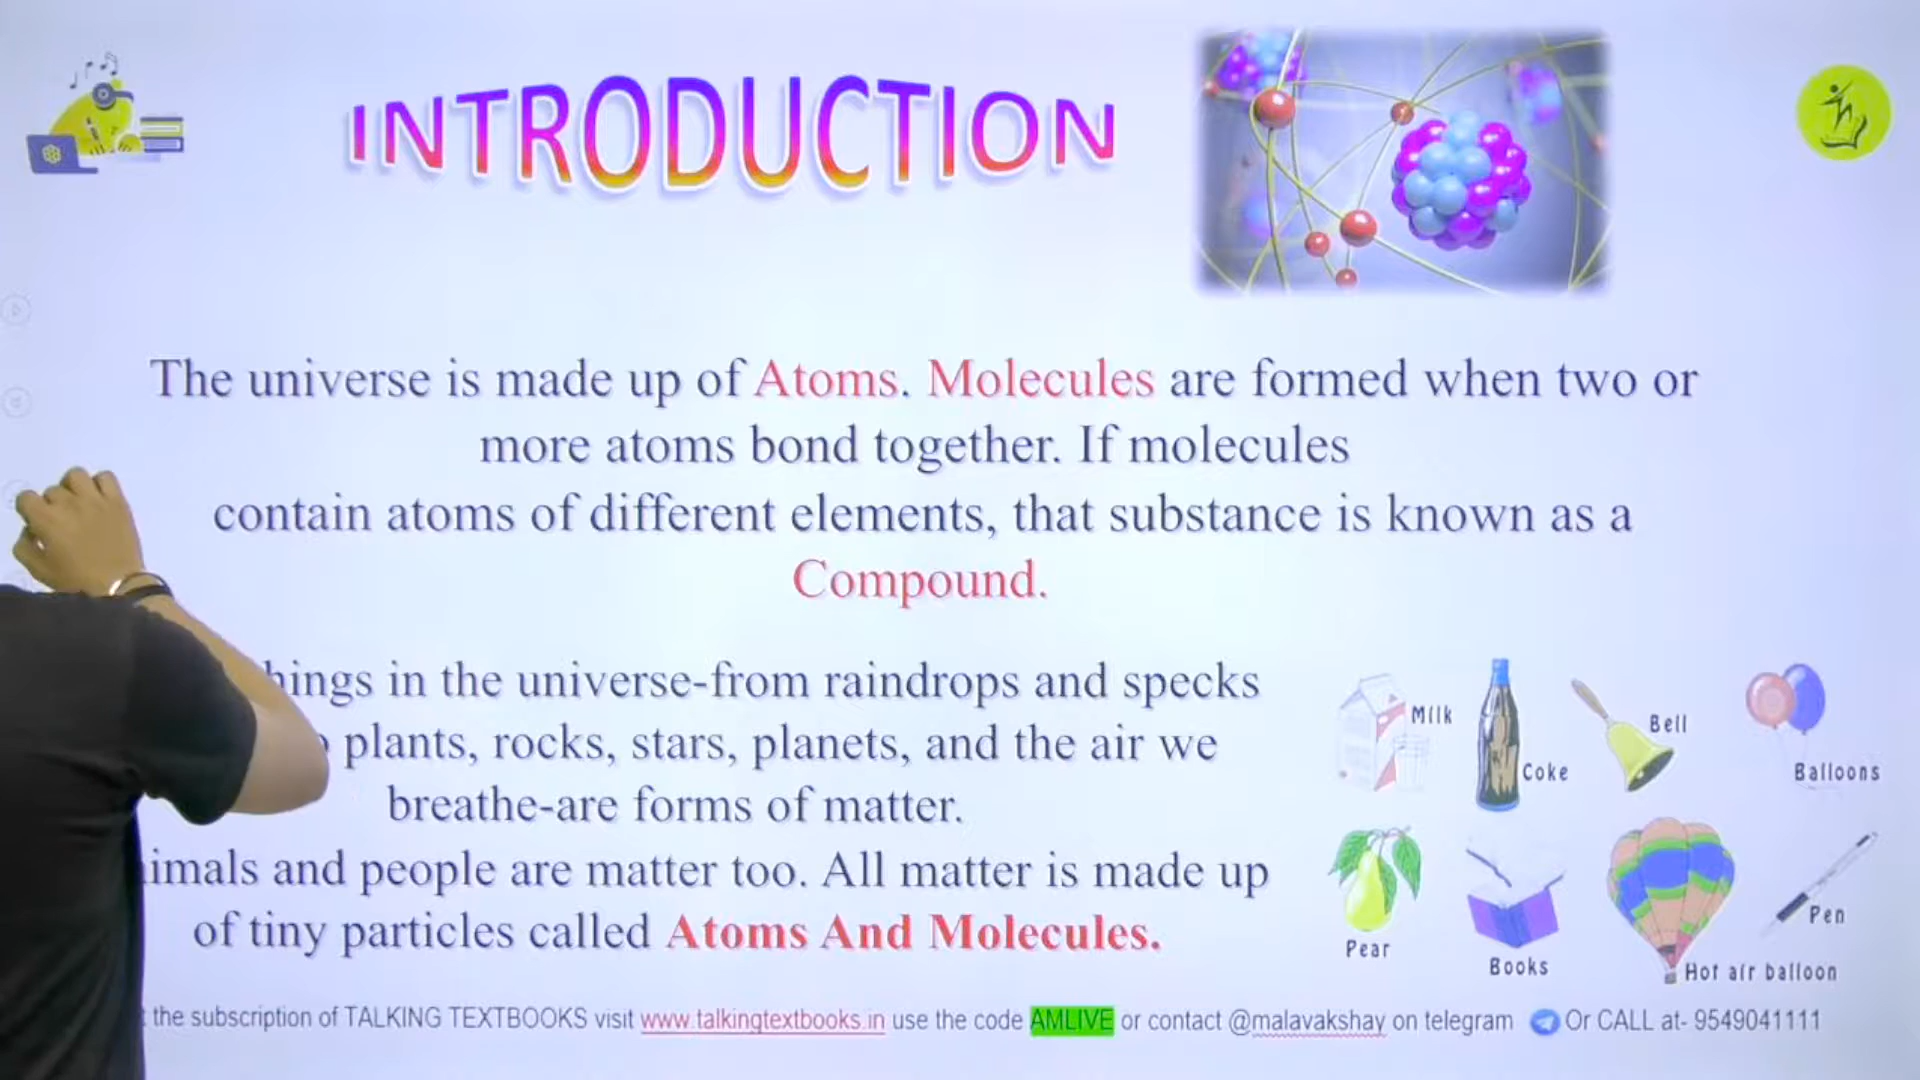 INTRODUCTION
The universe is made up of Atoms. Molecules are formed when two or
more atoms bond together. If molecules
contain atoms of different elements, that substance is known as a
Compound.
hings in the universe-from raindrops and specks
plants, rocks, stars, planets, and the air we
breathe-are forms of matter.
imals and people are matter too. All matter is made up
of tiny particles called Atoms And Molecules.
Milk
Coke
Bell
Balloons
Pear
Books
Hot air balloon
Pen
the subscription of TALKING TEXTBOOKS visit www.talkingtextbooks.in use the code AMLIVE or contact @malavakshay on telegram Or CALL at- 9549041111